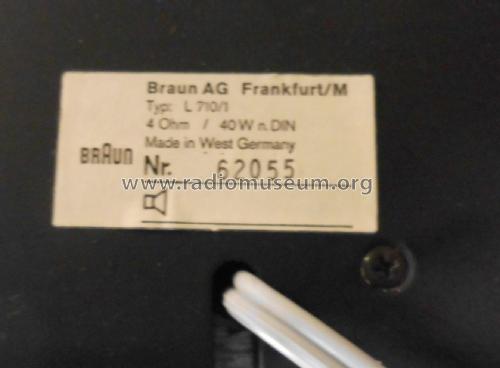 Braun AG Frankfurt/M
Typ: L 710/1
4 Ohm / 40 W n. DIN
Made in West Germany
BRAUN
Nr. 62055
www.radiomuseum.org